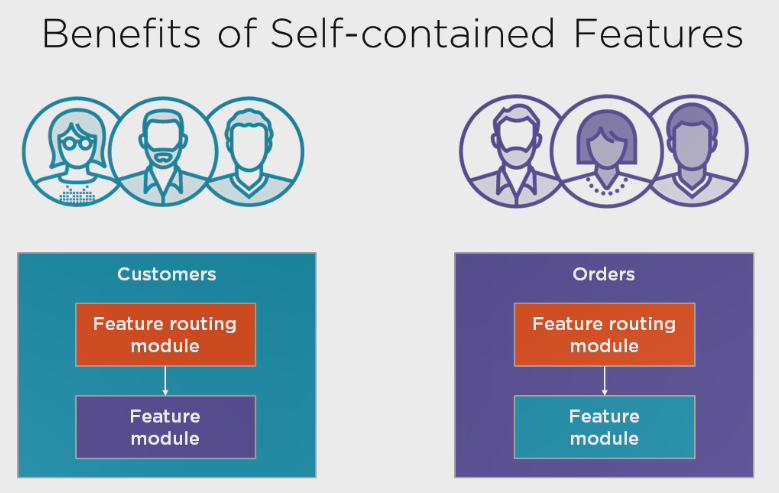 Benefits of Self-contained Features
Customers
Feature routing
module
Feature
module
Orders
Feature routing
module
Feature
module